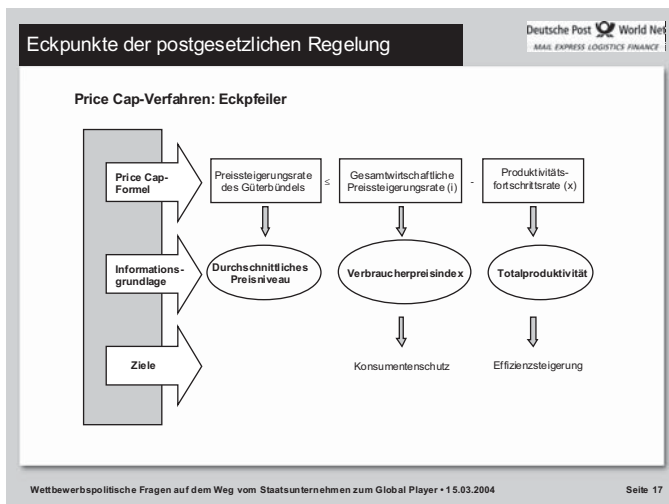 Eckpunkte der postgesetzlichen Regelung
Deutsche Post World Net
MAIL EXPRESS LOGISTICS FINANCE
Price Cap-Verfahren: Eckpfeiler
Price Cap-
Formel
Preissteigerungsrate
des Güterbündels
≤
Gesamtwirtschaftliche
Preissteigerungsrate (i)
-
Produktivitäts-
fortschrittsrate (x)
Informations-
grundlage
Durchschnittliches
Preisniveau
Verbraucherpreisindex
Totalproduktivität
Ziele
Konsumentenschutz
Effizienzsteigerung
Wettbewerbspolitische Fragen auf dem Weg vom Staatsunternehmen zum Global Player • 15.03.2004
Seite 17